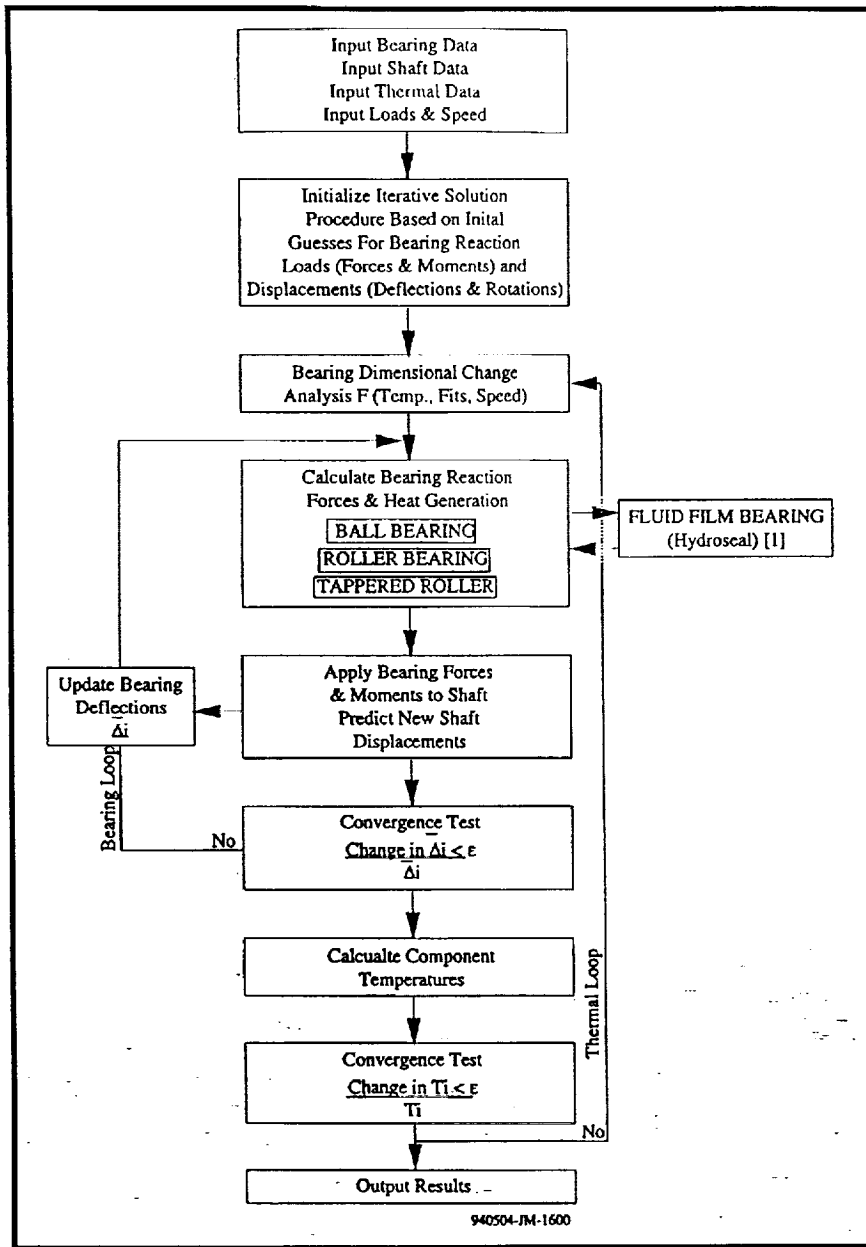 Input Bearing Data
Input Shaft Data
Input Thermal Data
Input Loads & Speed
Initialize Iterative Solution
Procedure Based on Inital
Guesses For Bearing Reaction
Loads (Forces & Moments) and
Displacements (Deflections & Rotations)
Bearing Dimensional Change
Analysis F (Temp., Fits, Speed)
Calculate Bearing Reaction
Forces & Heat Generation
BALL BEARING
ROLLER BEARING
TAPPERED ROLLER
FLUID FILM BEARING
(Hydroseal) [1]
Apply Bearing Forces
& Moments to Shaft
Predict New Shaft
Displacements
Update Bearing
Deflections
Δ̅i
Bearing Loop
No
Convergence Test
Change in Δ̅i < ε
Δ̅i
Calcualte Component
Temperatures
Thermal Loop
Convergence Test
Change in Ti < ε
Ti
No
Output Results
940504-JM-1600